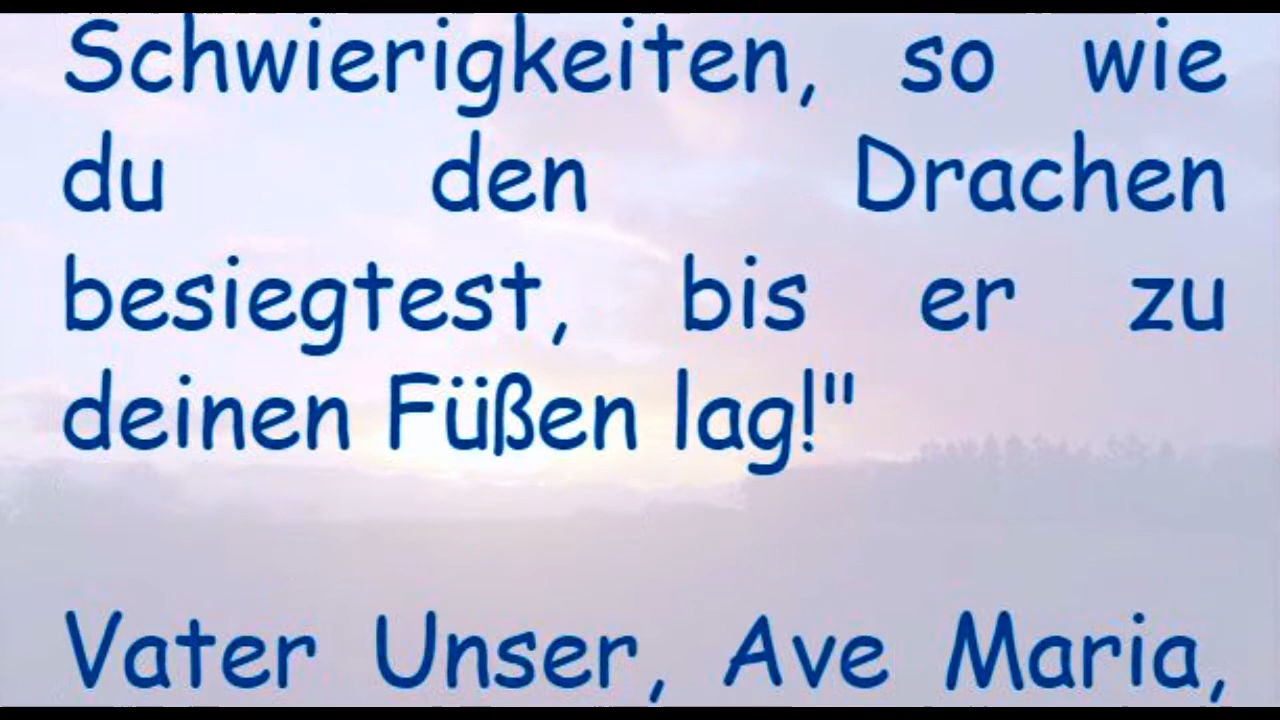 Schwierigkeiten, so wie
du den Drachen
besiegtest, bis er zu
deinen Füßen lag!"
Vater Unser, Ave Maria,